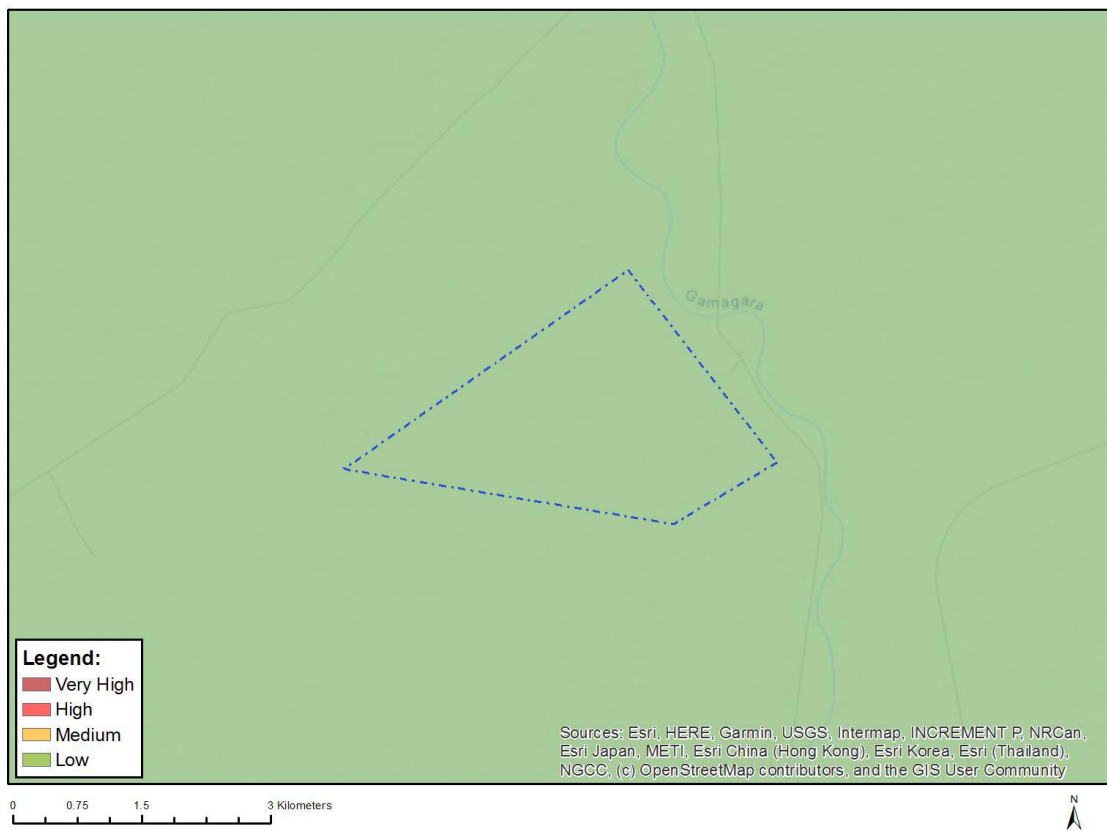 Gamagara
Legend:
Very High
High
Medium
Low
Sources: Esri, HERE, Garmin, USGS, Intermap, INCREMENT P, NRCan,
Esri Japan, METI, Esri China (Hong Kong), Esri Korea, Esri (Thailand),
NGCC, (c) OpenStreetMap contributors, and the GIS User Community
0 0.75 1.5 3 Kilometers
N